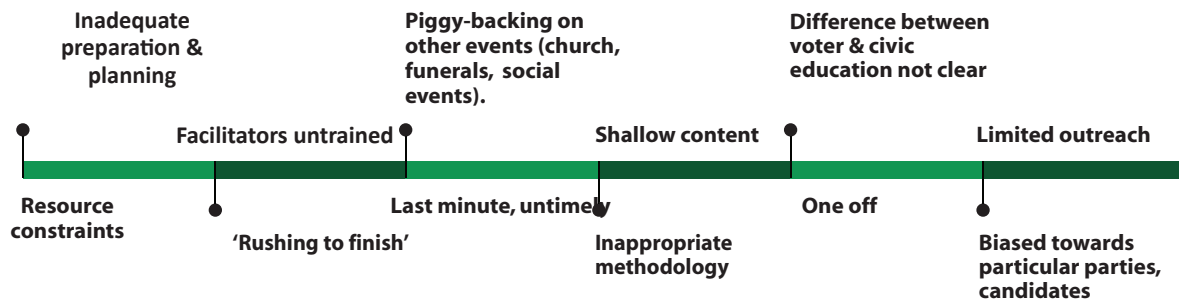 Inadequate
preparation &
planning
Piggy-backing on
other events (church,
funerals, social
events).
Difference between
voter & civic
education not clear
Facilitators untrained
Shallow content
Limited outreach
Resource
constraints
Last minute, untimely
One off
'Rushing to finish'
Inappropriate
methodology
Biased towards
particular parties,
candidates